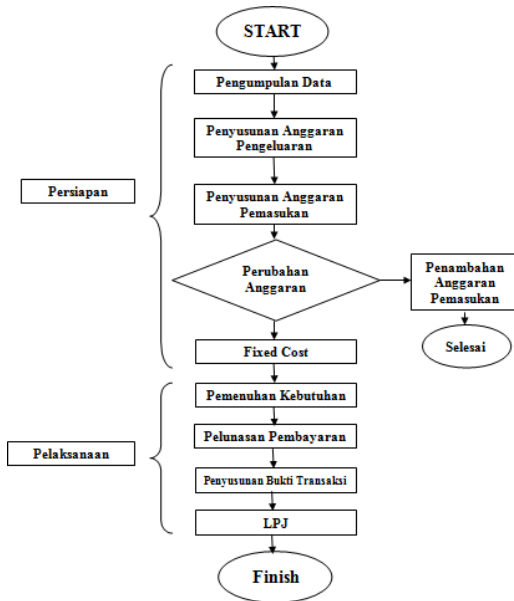 START
Pengumpulan Data
Penyusunan Anggaran
Pengeluaran
Persiapan
Penyusunan Anggaran
Pemasukan
Perubahan
Anggaran
Penambahan
Anggaran
Pemasukan
Selesai
Fixed Cost
Pemenuhan Kebutuhan
Pelunasan Pembayaran
Pelaksanaan
Penyusunan Bukti Transaksi
LPJ
Finish